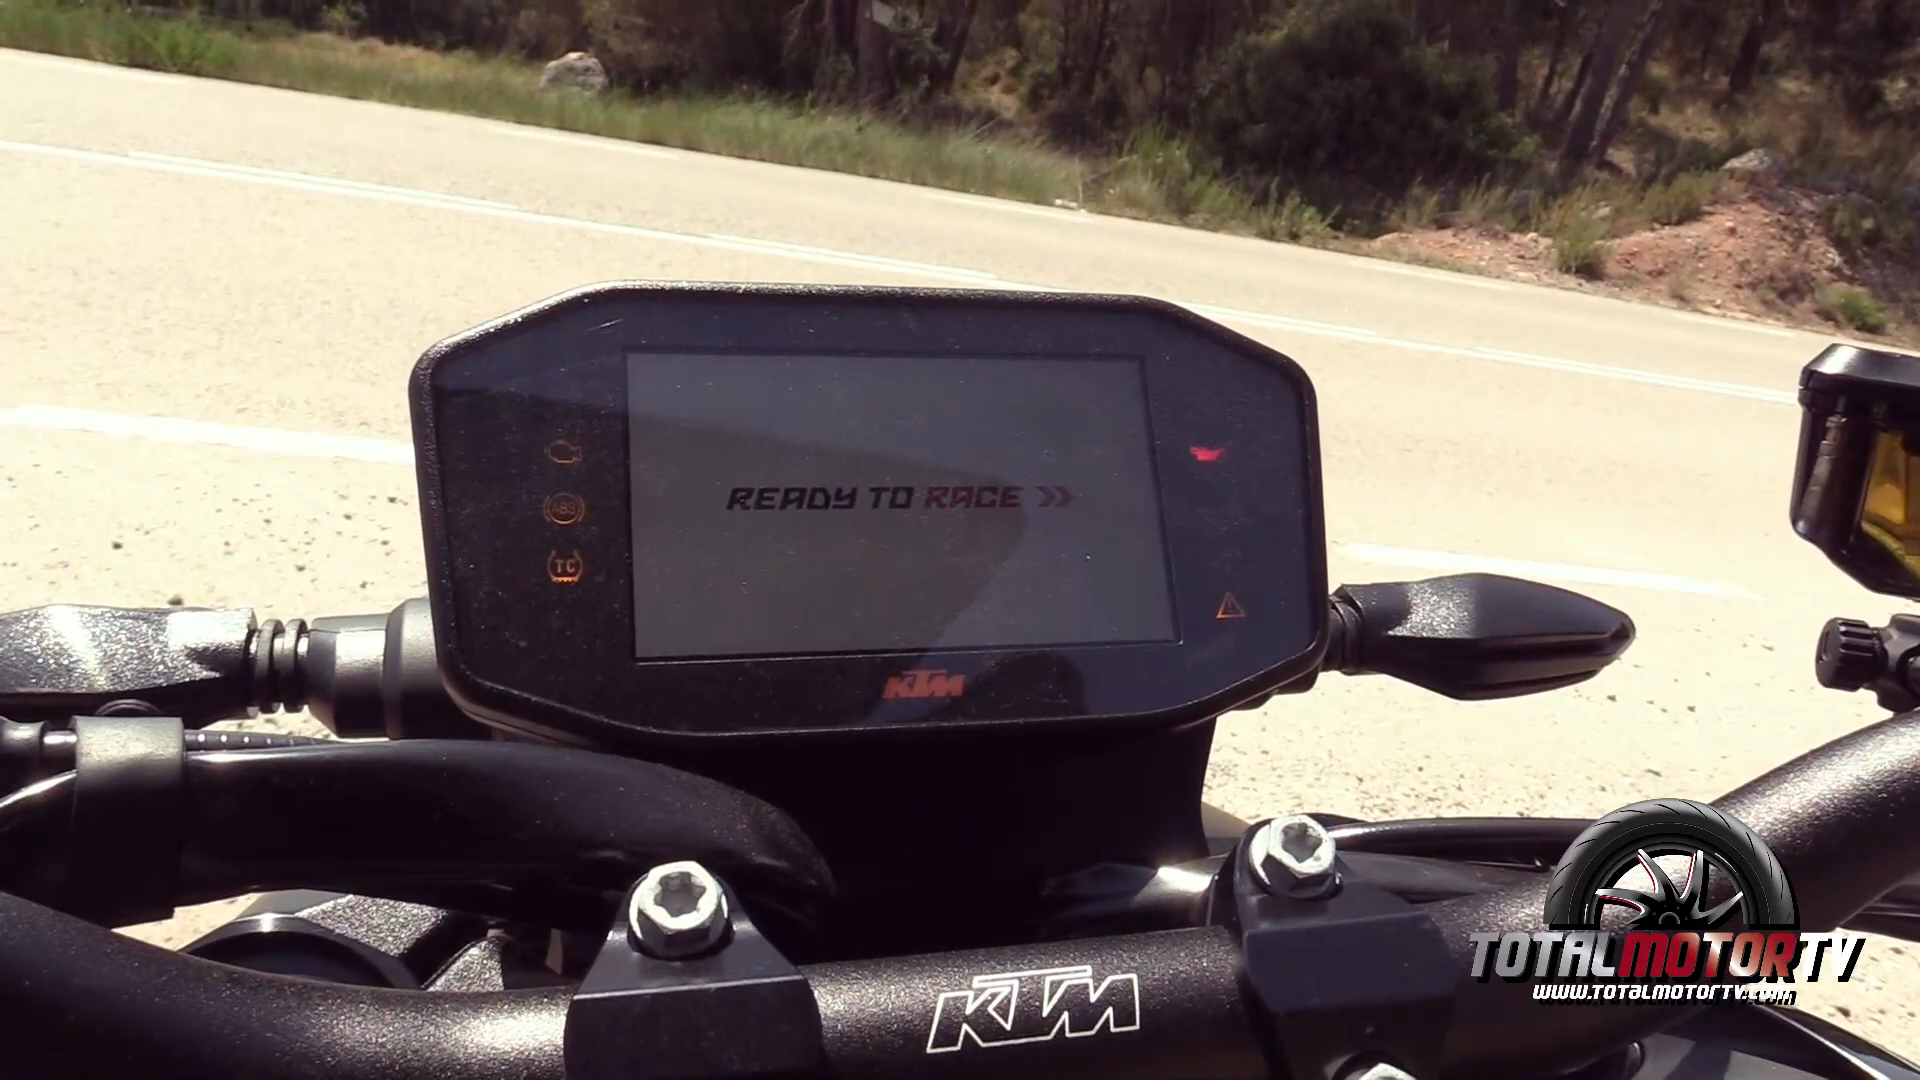 READY TO RACE »
ABS
TC
KTM
KTM
TOTALMOTORTV
WWW.TOTALMOTORTV.COM